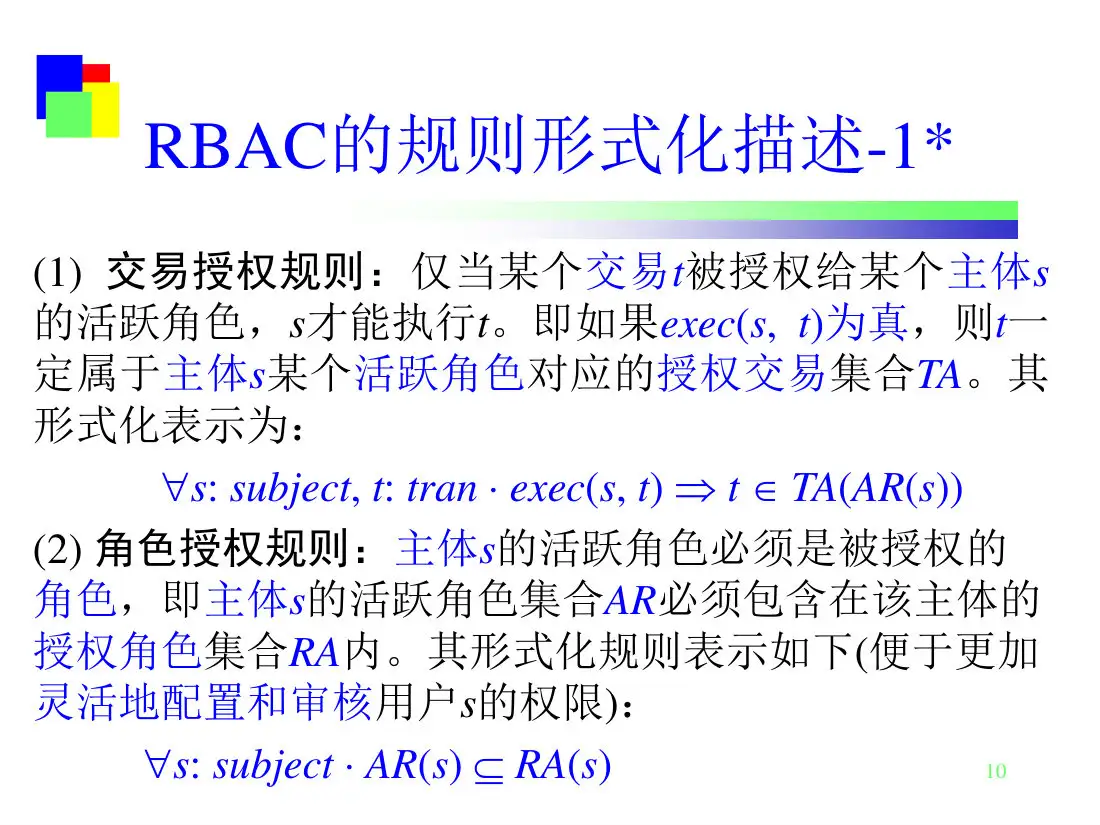 RBAC的规则形式化描述-1*
(1) 交易授权规则：仅当某个交易t被授权给某个主体s
的活跃角色，s才能执行t。即如果exec(s, t)为真，则t一
定属于主体s某个活跃角色对应的授权交易集合TA。其
形式化表示为：
∀s: subject, t: tran · exec(s, t) ⇒ t ∈ TA(AR(s))
(2) 角色授权规则：主体s的活跃角色必须是被授权的
角色，即主体s的活跃角色集合AR必须包含在该主体的
授权角色集合RA内。其形式化规则表示如下(便于更加
灵活地配置和审核用户s的权限)：
∀s: subject · AR(s) ⊆ RA(s)
10